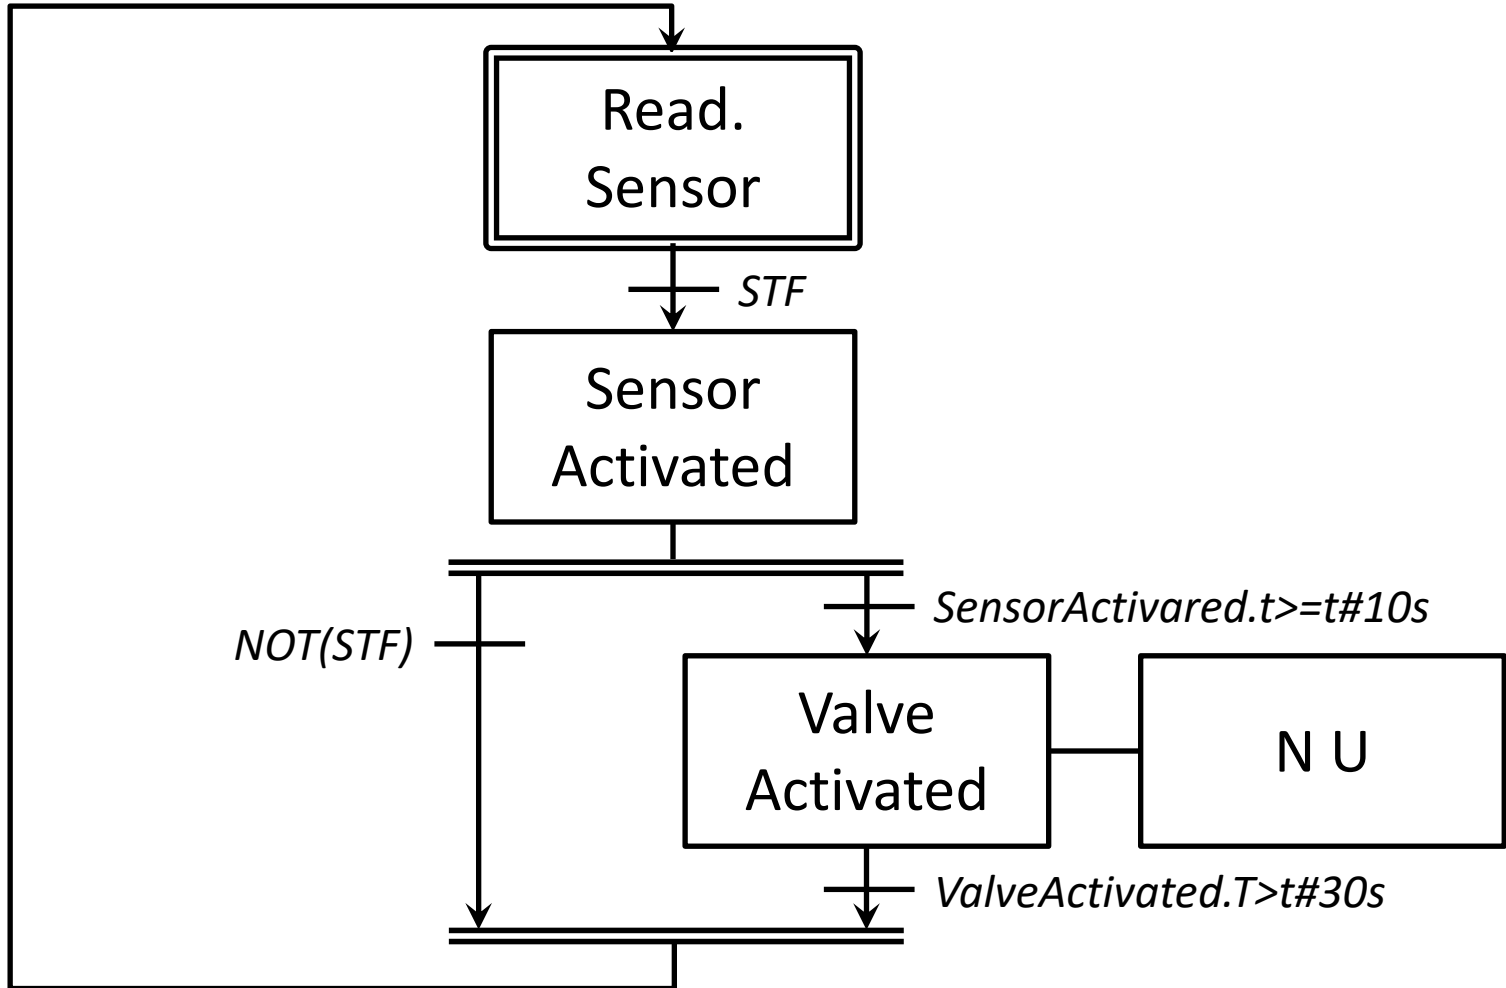 Read.
Sensor
STF
Sensor
Activated
SensorActivared.t>=t#10s
NOT(STF)
Valve
Activated
N U
ValveActivated.T>t#30s